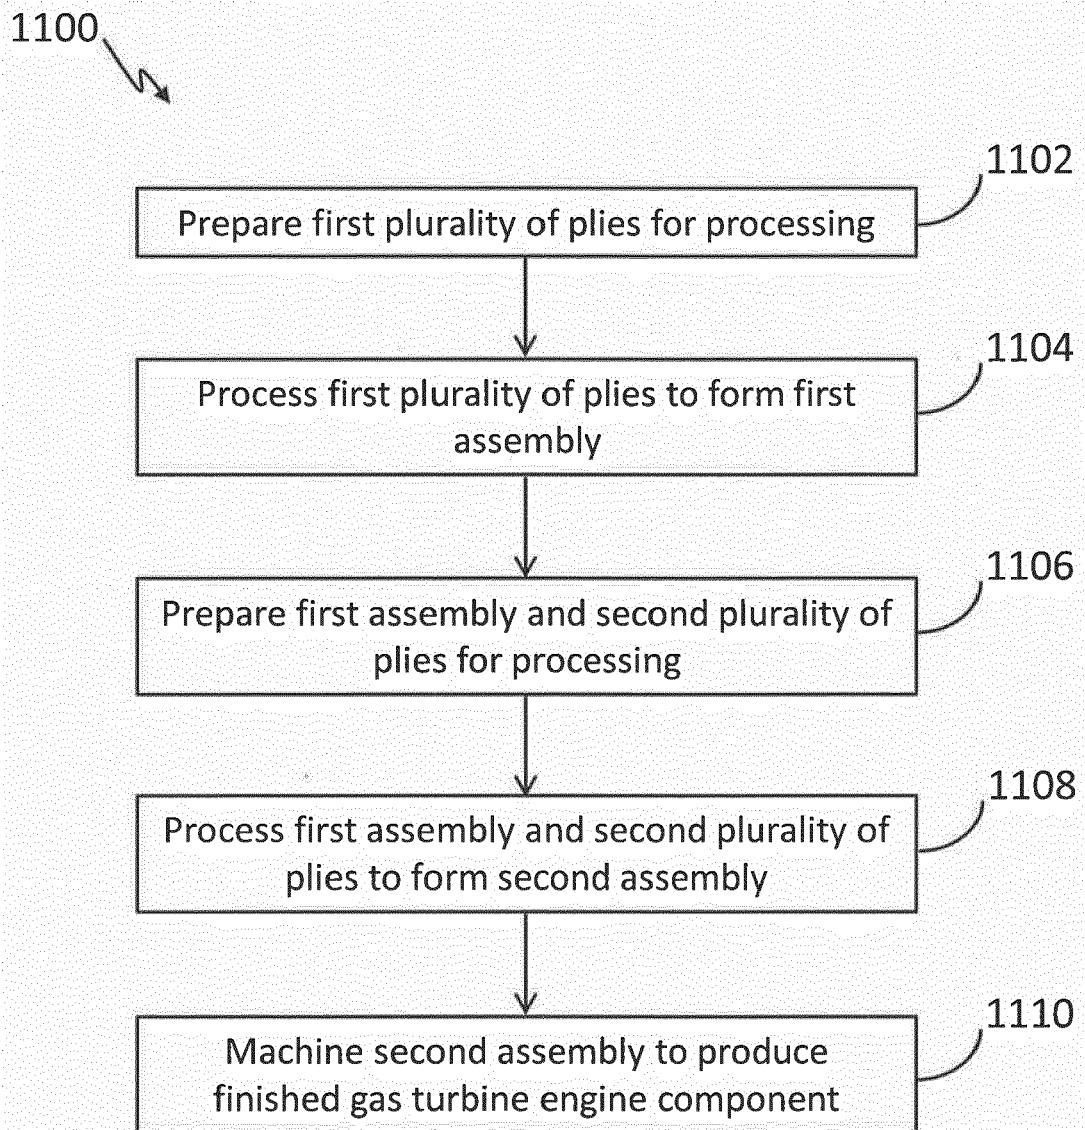 1100
1102
Prepare first plurality of plies for processing
1104
Process first plurality of plies to form first
assembly
1106
Prepare first assembly and second plurality of
plies for processing
1108
Process first assembly and second plurality of
plies to form second assembly
1110
Machine second assembly to produce
finished gas turbine engine component